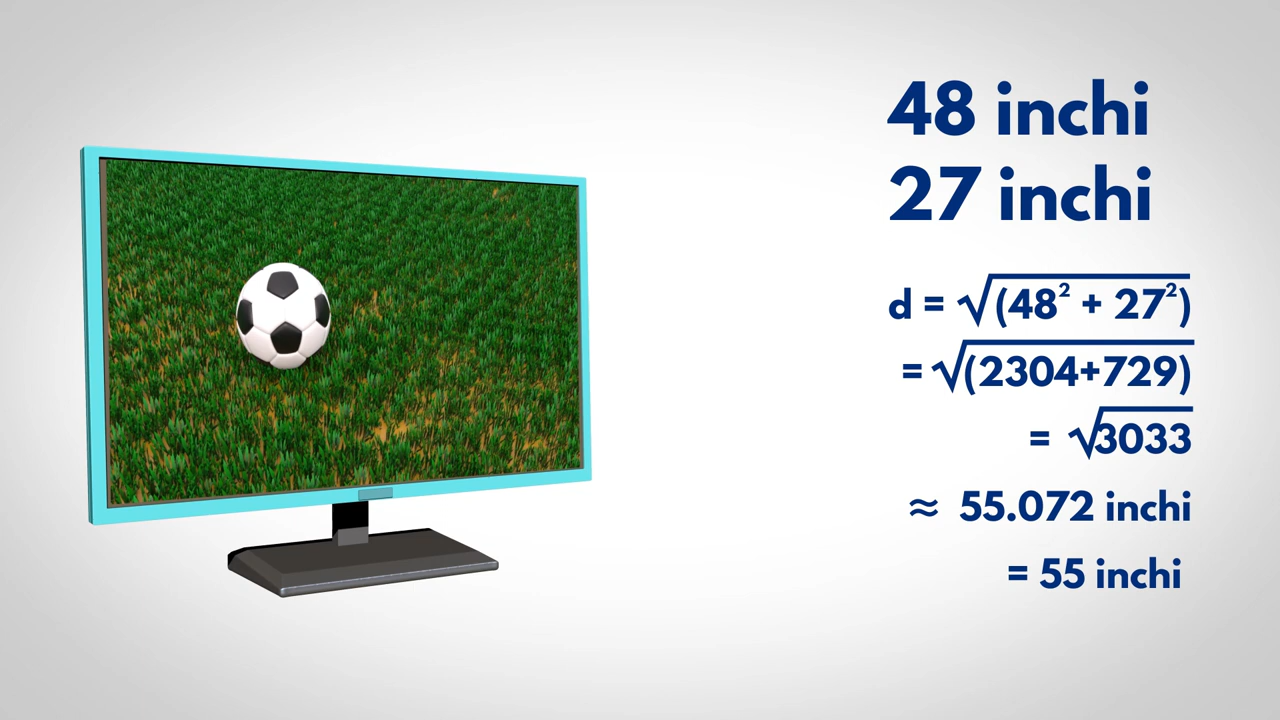 48 inchi
27 inchi
d = √(48² + 27²)
= √(2304+729)
= √3033
≈ 55.072 inchi
= 55 inchi